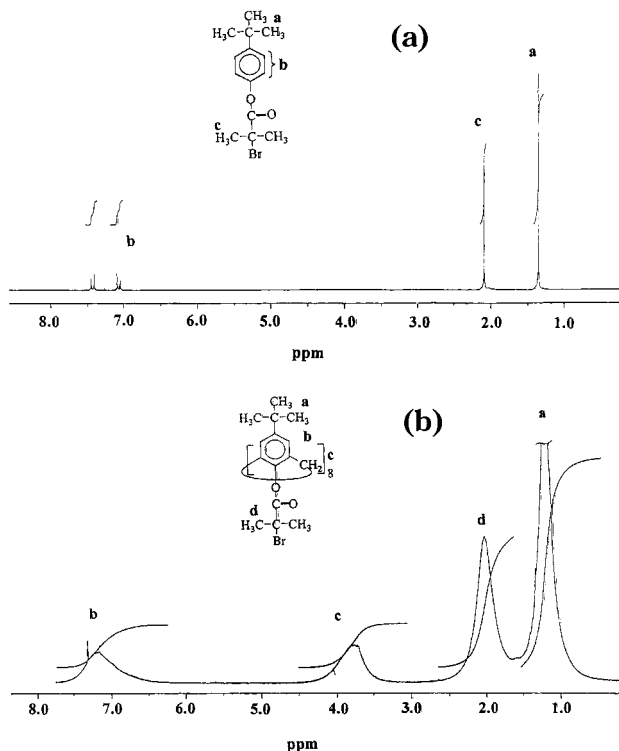 CH₃ a
H₃C–C–CH₃
(a)
a
b
O
C=O
c
c
H₃C–C–CH₃
Br
b
8.0 7.0 6.0 5.0 4.0 3.0 2.0 1.0
ppm
CH₃ a
H₃C–C–CH₃
(b)
a
b
c
CH₂
8
O
C=O
d
d
H₃C–C–CH₃
Br
b
c
8.0 7.0 6.0 5.0 4.0 3.0 2.0 1.0
ppm